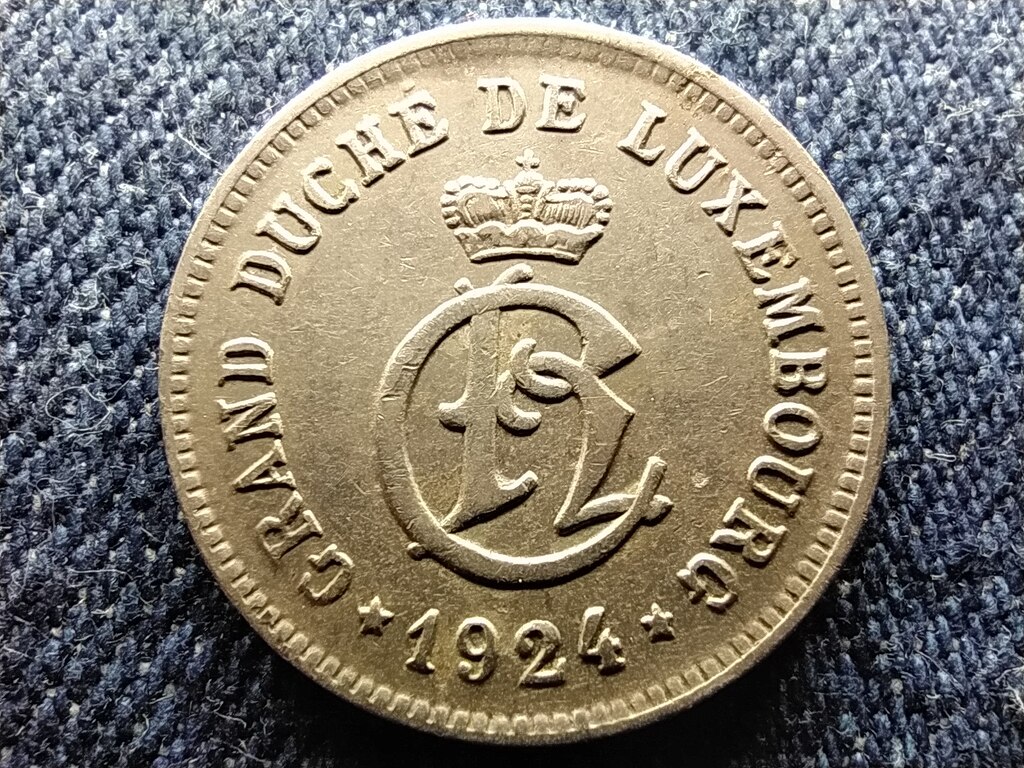 GRAND DUCHÉ DE LUXEMBOURG
1924